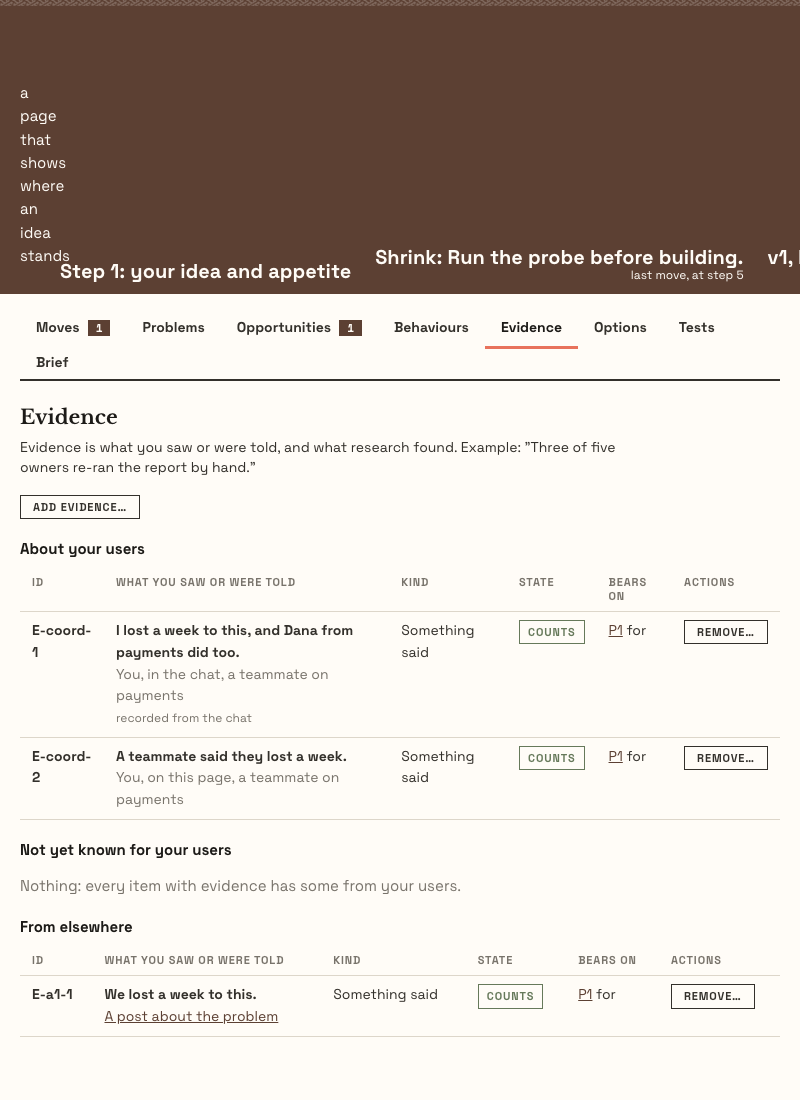 a
page
that
shows
where
an
idea
stands
Step 1: your idea and appetite
Shrink: Run the probe before building.
last move, at step 5
v1,
Moves 1 Problems Opportunities 1 Behaviours Evidence Options Tests
Brief
Evidence
Evidence is what you saw or were told, and what research found. Example: "Three of five
owners re-ran the report by hand."
ADD EVIDENCE…
About your users
ID WHAT YOU SAW OR WERE TOLD KIND STATE BEARS ON ACTIONS
E-coord-1 I lost a week to this, and Dana from Something said COUNTS P1 for REMOVE…
payments did too.
You, in the chat, a teammate on
payments
recorded from the chat
E-coord-2 A teammate said they lost a week. Something said COUNTS P1 for REMOVE…
You, on this page, a teammate on
payments
Not yet known for your users
Nothing: every item with evidence has some from your users.
From elsewhere
ID WHAT YOU SAW OR WERE TOLD KIND STATE BEARS ON ACTIONS
E-a1-1 We lost a week to this. Something said COUNTS P1 for REMOVE…
A post about the problem